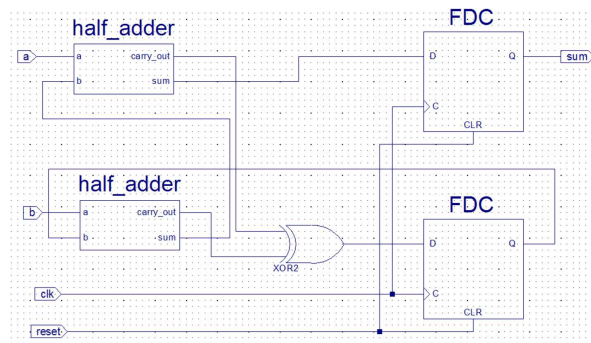 half_adder
FDC
a
a
carry_out
b
sum
D
Q
sum
C
CLR
half_adder
FDC
b
a
carry_out
b
sum
XOR2
D
Q
clk
C
CLR
reset